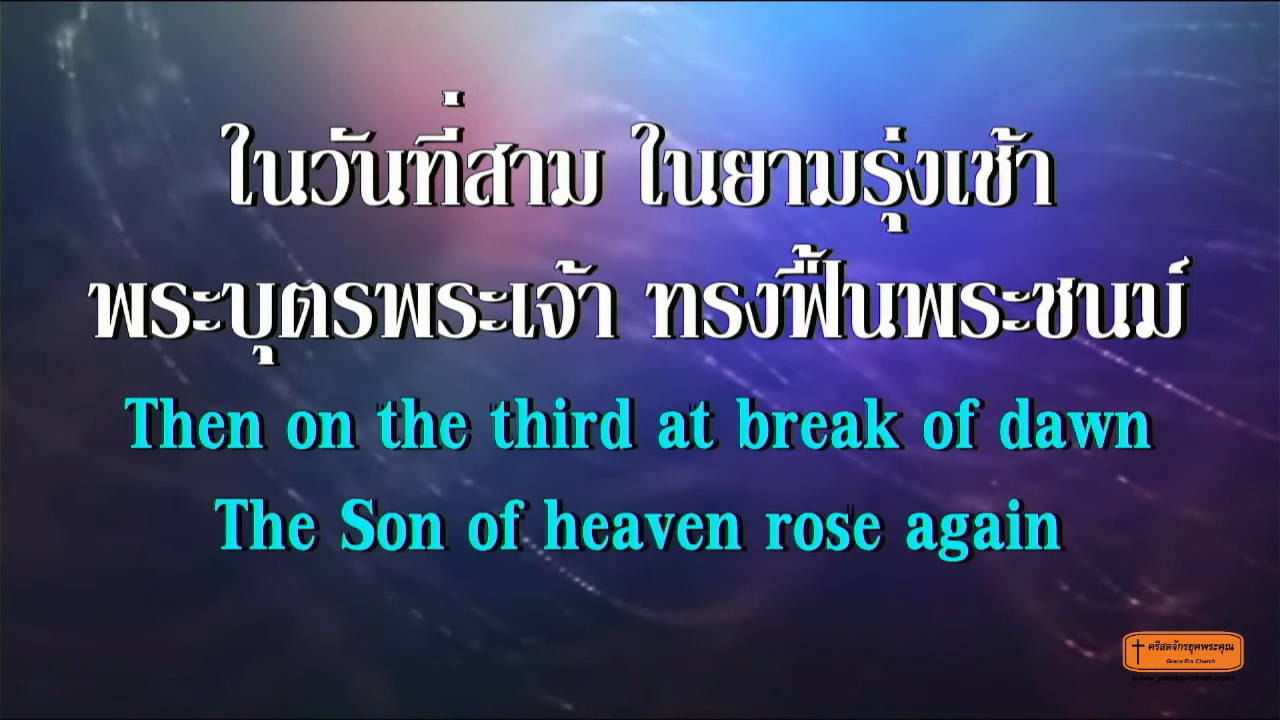 ในวันที่สาม ในยามรุ่งเช้า
พระบุตรพระเจ้า ทรงฟื้นพระชนม์
Then on the third at break of dawn
The Son of heaven rose again
คริสตจักรยุคพระคุณ
Grace Era Church